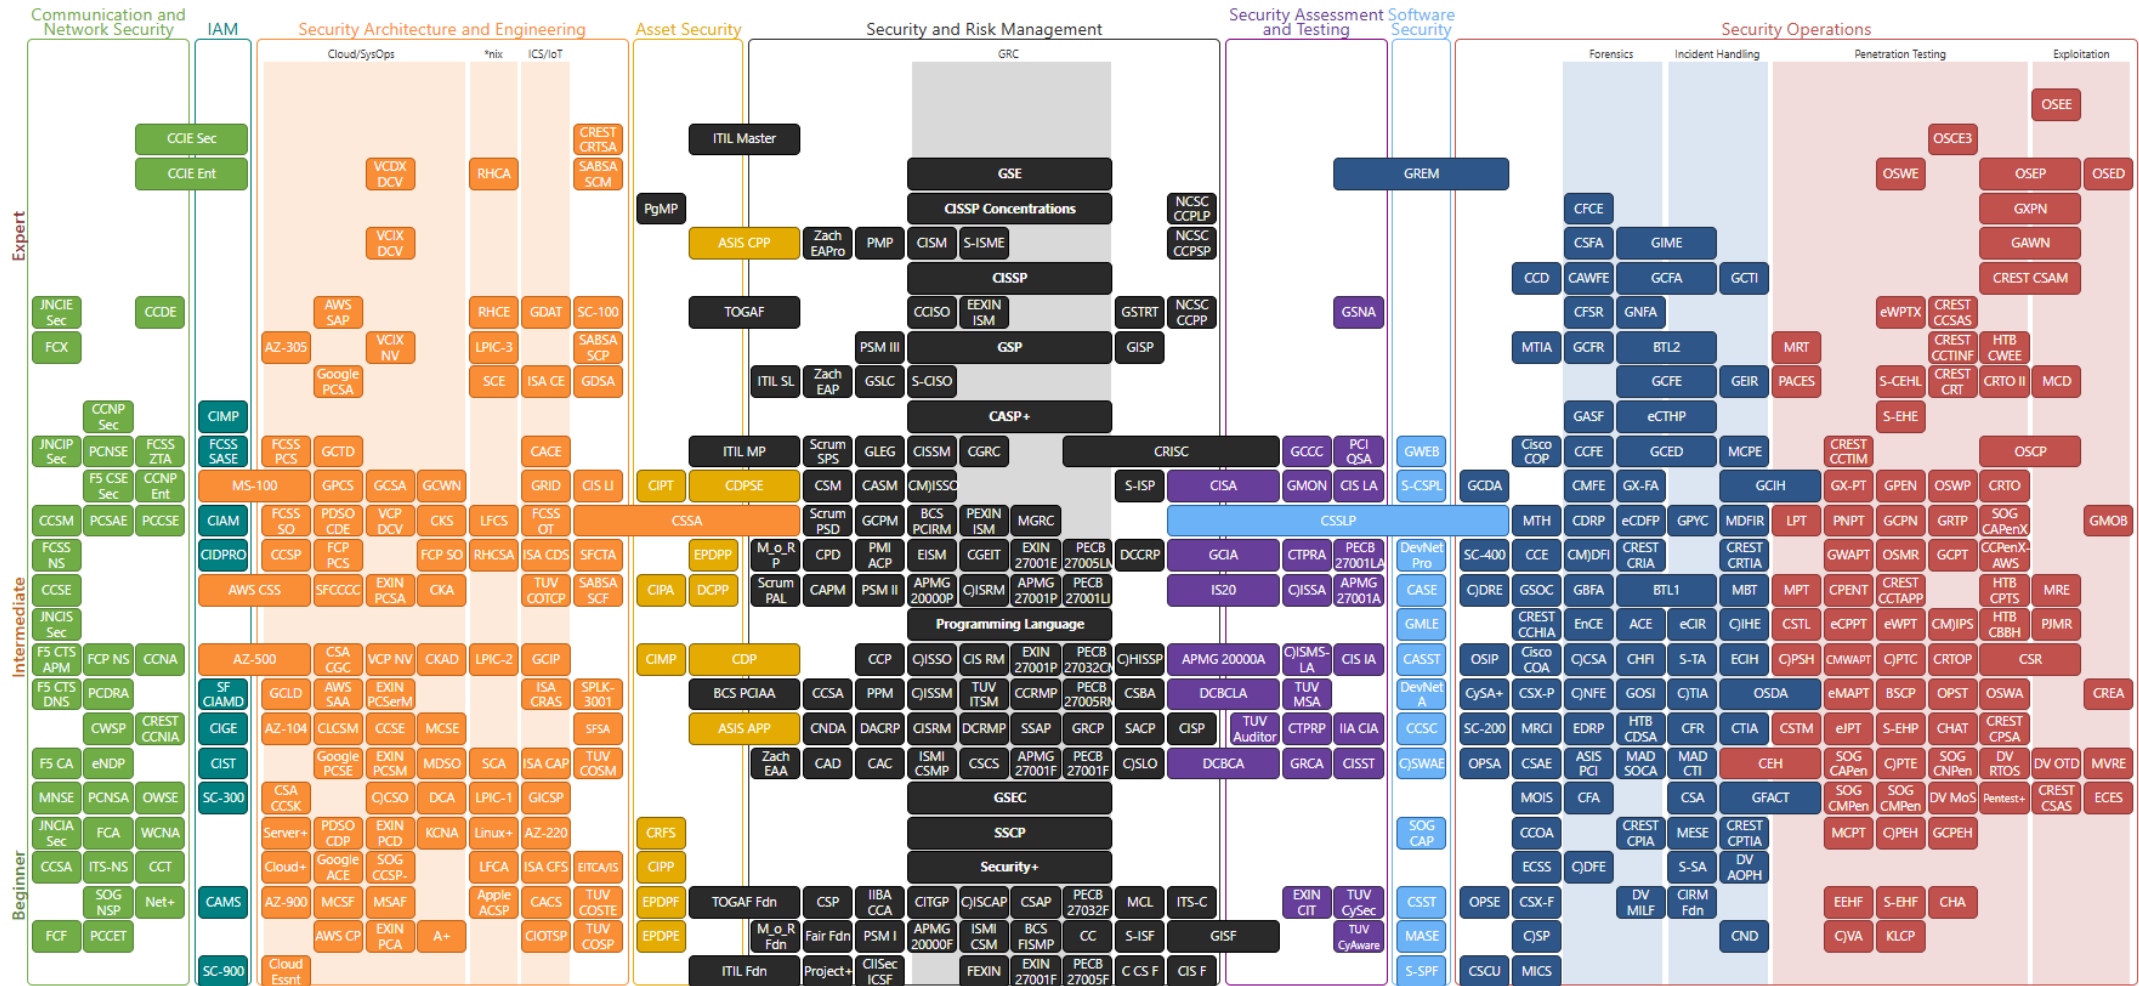 Communication and
Network Security
IAM
Security Architecture and Engineering
Asset Security
Security and Risk Management
Security Assessment
and Testing
Software
Security
Security Operations
Cloud/SysOps
*nix
ICS/IoT
GRC
Forensics
Incident Handling
Penetration Testing
Exploitation
Expert
Intermediate
Beginner
OSEE
CCIE Sec
CREST
CRTSA
ITIL Master
OSCE3
CCIE Ent
VCDX
DCV
RHCA
SABSA
SCM
GSE
GREM
OSWE
OSEP
OSED
PgMP
CISSP Concentrations
NCSC
CCPLP
CFCE
GXPN
VCIX
DCV
ASIS CPP
Zach
EAPro
PMP
CISM
S-ISME
NCSC
CCPSP
CSFA
GIME
GAWN
CISSP
CCD
CAWFE
GCFA
GCTI
CREST CSAM
JNCIE
Sec
CCDE
AWS
SAP
RHCE
GDAT
SC-100
TOGAF
CCISO
EEXIN
ISM
GSTRT
NCSC
CCPP
GSNA
CFSR
GNFA
eWPTX
CREST
CCSAS
FCX
AZ-305
VCIX
NV
LPIC-3
SABSA
SCP
PSM III
GSP
GISP
MTIA
GCFR
BTL2
MRT
CREST
CCTINF
HTB
CWEE
Google
PCSA
SCE
ISA CE
GDSA
ITIL SL
Zach
EAP
GSLC
S-CISO
GCFE
GEIR
PACES
S-CEHL
CREST
CRT
CRTO II
MCD
CCNP
Sec
CIMP
CASP+
GASF
eCTHP
S-EHE
JNCIP
Sec
PCNSE
FCSS
ZTA
FCSS
SASE
FCSS
PCS
GCTD
CACE
ITIL MP
Scrum
SPS
GLEG
CISSM
CGRC
CRISC
GCCC
PCI
QSA
GWEB
Cisco
COP
CCFE
GCED
MCPE
CREST
CCTIM
OSCP
F5 CSE
Sec
CCNP
Ent
MS-100
GPCS
GCSA
GCWN
GRID
CIS LI
CIPT
CDPSE
CSM
CASM
CM)ISSO
S-ISP
CISA
GMON
CIS LA
S-CSPL
GCDA
CMFE
GX-FA
GCIH
GX-PT
GPEN
OSWP
CRTO
CCSM
PCSAE
PCCSE
CIAM
FCSS
SO
PDSO
CDE
VCP
DCV
CKS
LFCS
FCSS
OT
CSSA
Scrum
PSD
GCPM
BCS
PCIRM
PEXIN
ISM
MGRC
CSSLP
MTH
CDRP
eCDFP
GPYC
MDFIR
LPT
PNPT
GCPN
GRTP
SOG
CAPenX
GMOB
FCSS
NS
CIDPRO
CCSP
FCP
PCS
FCP SO
RHCSA
ISA CDS
SFCTA
EPDPP
M_o_R
P
CPD
PMI
ACP
EISM
CGEIT
EXIN
27001E
PECB
27005LM
DCCRP
GCIA
CTPRA
PECB
27001LA
DevNet
Pro
SC-400
CCE
CM)DFI
CREST
CRIA
CREST
CRTIA
GWAPT
OSMR
GCPT
CCPenX-
AWS
CCSE
AWS CSS
SFCCCC
EXIN
PCSA
CKA
TUV
COTCP
SABSA
SCF
CIPA
DCPP
Scrum
PAL
CAPM
PSM II
APMG
20000P
C)ISRM
APMG
27001P
PECB
27001LI
IS20
C)ISSA
APMG
27001A
CASE
C)DRE
GSOC
GBFA
BTL1
MBT
MPT
CPENT
CREST
CCTAPP
HTB
CPTS
MRE
JNCIS
Sec
Programming Language
GMLE
CREST
CCHIA
EnCE
ACE
eCIR
C)IHE
CSTL
eCPPT
eWPT
CM)IPS
HTB
CBBH
PJMR
F5 CTS
APM
FCP NS
CCNA
AZ-500
CSA
CGC
VCP NV
CKAD
LPIC-2
GCIP
CIMP
CDP
CCP
C)ISSO
CIS RM
EXIN
27001P
PECB
27032CM
C)HISSP
APMG 20000A
C)ISMS-
LA
CIS IA
CASST
OSIP
Cisco
COA
C)CSA
CHFI
S-TA
ECIH
C)PSH
CMWAPT
C)PTC
CRTOP
CSR
F5 CTS
DNS
PCDRA
SF
CIAMD
GCLD
AWS
SAA
EXIN
PCSerM
ISA
CRAS
SPLK-
3001
BCS PCIAA
CCSA
PPM
C)ISSM
TUV
ITSM
CCRMP
PECB
27005RM
CSBA
DCBCLA
TUV
MSA
DevNet
A
CySA+
CSX-P
C)NFE
GOSI
C)TIA
OSDA
eMAPT
BSCP
OPST
OSWA
CREA
CWSP
CREST
CCNIA
CIGE
AZ-104
CLCSM
CCSE
MCSE
SFSA
ASIS APP
CNDA
DACRP
CISRM
DCRMP
SSAP
GRCP
SACP
CISP
TUV
Auditor
CTPRP
IIA CIA
CCSC
SC-200
MRCI
EDRP
HTB
CDSA
CFR
CTIA
CSTM
eJPT
S-EHP
CHAT
CREST
CPSA
F5 CA
eNDP
CIST
Google
PCSE
EXIN
PCSM
MDSO
SCA
ISA CAP
TUV
COSM
Zach
EAA
CAD
CAC
ISMI
CSMP
CSCS
APMG
27001F
PECB
27001F
C)SLO
DCBCA
GRCA
CISST
C)SWAE
OPSA
CSAE
ASIS
PCI
MAD
SOCA
MAD
CTI
CEH
SOG
CAPen
C)PTE
SOG
CNPen
DV
RTOS
DV OTD
MVRE
MNSE
PCNSA
OWSE
SC-300
CSA
CCSK
C)CSO
DCA
LPIC-1
GICSP
GSEC
MOIS
CFA
CSA
GFACT
SOG
CMPen
SOG
CMPen
DV MoS
Pentest+
CREST
CSAS
ECES
JNCIA
Sec
FCA
WCNA
Server+
PDSO
CDP
EXIN
PCD
KCNA
Linux+
AZ-220
CRFS
SSCP
SOG
CAP
CCOA
CREST
CPIA
MESE
CREST
CPTIA
MCPT
C)PEH
GCPEH
CCSA
ITS-NS
CCT
Cloud+
Google
ACE
SOG
CCSP-
LFCA
ISA CFS
EITCA/IS
CIPP
Security+
ECSS
C)DFE
S-SA
DV
AOPH
SOG
NSP
Net+
CAMS
AZ-900
MCSF
MSAF
Apple
ACSP
CACS
TUV
COSTE
EPDPF
TOGAF Fdn
CSP
IIBA
CCA
CITGP
C)ISCAP
CSAP
PECB
27032F
MCL
ITS-C
EXIN
CIT
TUV
CySec
CSST
OPSE
CSX-F
DV
MILF
CIRM
Fdn
EEHF
S-EHF
CHA
FCF
PCCET
AWS CP
EXIN
PCA
A+
CIOTSP
TUV
COSP
EPDPE
M_o_R
Fdn
Fair Fdn
PSM I
APMG
20000F
ISMI
CSM
BCS
FISMP
CC
S-ISF
GISF
TUV
CyAware
MASE
C)SP
CND
C)VA
KLCP
SC-900
Cloud
Essnt
ITIL Fdn
Project+
CIISec
ICSF
FEXIN
EXIN
27001F
PECB
27005F
C CS F
CIS F
S-SPF
CSCU
MICS